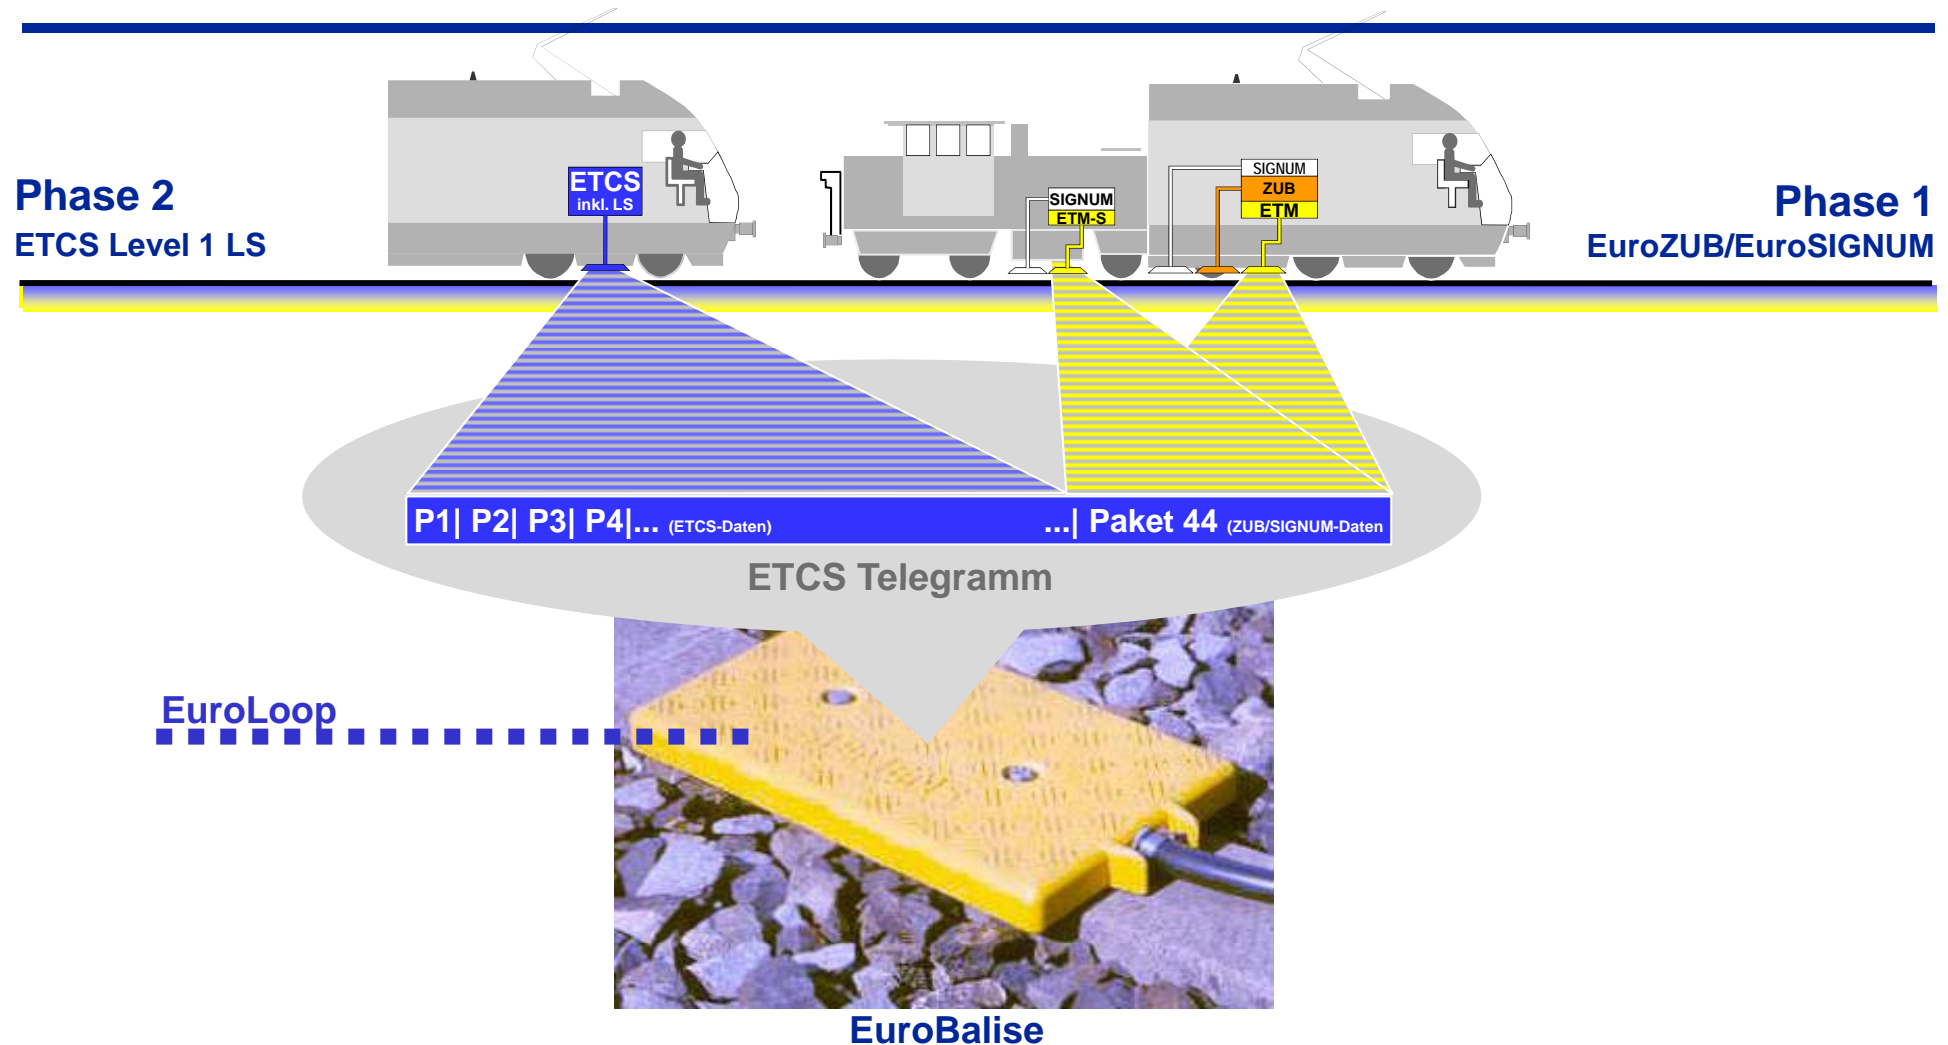 Phase 2
ETCS Level 1 LS
ETCS
inkl. LS
SIGNUM
ETM-S
SIGNUM
ZUB
ETM
Phase 1
EuroZUB/EuroSIGNUM
P1| P2| P3| P4|... (ETCS-Daten)
...| Paket 44 (ZUB/SIGNUM-Daten
ETCS Telegramm
EuroLoop
EuroBalise